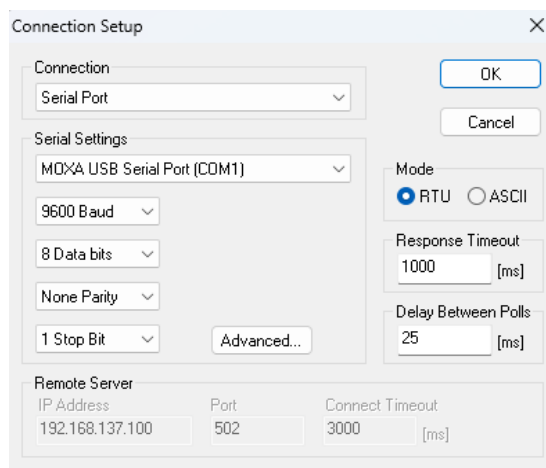 Connection Setup
Connection
OK
Serial Port
Cancel
Serial Settings
MOXA USB Serial Port (COM1)
Mode
RTU ASCII
9600 Baud
Response Timeout
8 Data bits
1000 [ms]
None Parity
Delay Between Polls
1 Stop Bit
Advanced...
25 [ms]
Remote Server
IP Address Port Connect Timeout
192.168.137.100 502 3000 [ms]